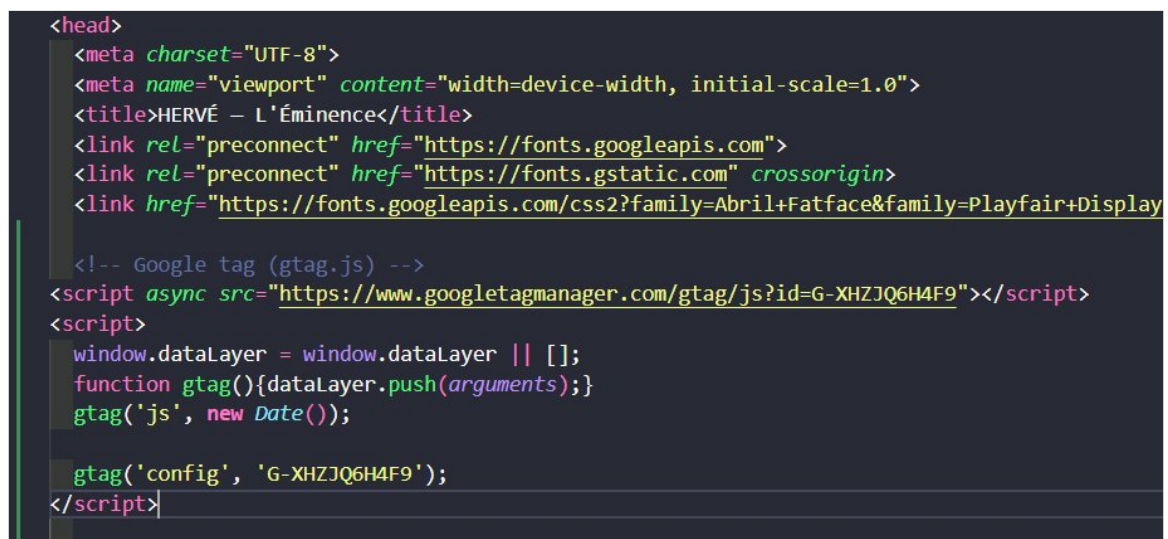 <head>
<meta charset="UTF-8">
<meta name="viewport" content="width=device-width, initial-scale=1.0">
<title>HERVÉ — L'Éminence</title>
<link rel="preconnect" href="https://fonts.googleapis.com">
<link rel="preconnect" href="https://fonts.gstatic.com" crossorigin>
<link href="https://fonts.googleapis.com/css2?family=Abril+Fatface&family=Playfair+Display
<!-- Google tag (gtag.js) -->
<script async src="https://www.googletagmanager.com/gtag/js?id=G-XHZJQ6H4F9"></script>
<script>
window.dataLayer = window.dataLayer || [];
function gtag(){dataLayer.push(arguments);}
gtag('js', new Date());
gtag('config', 'G-XHZJQ6H4F9');
</script>